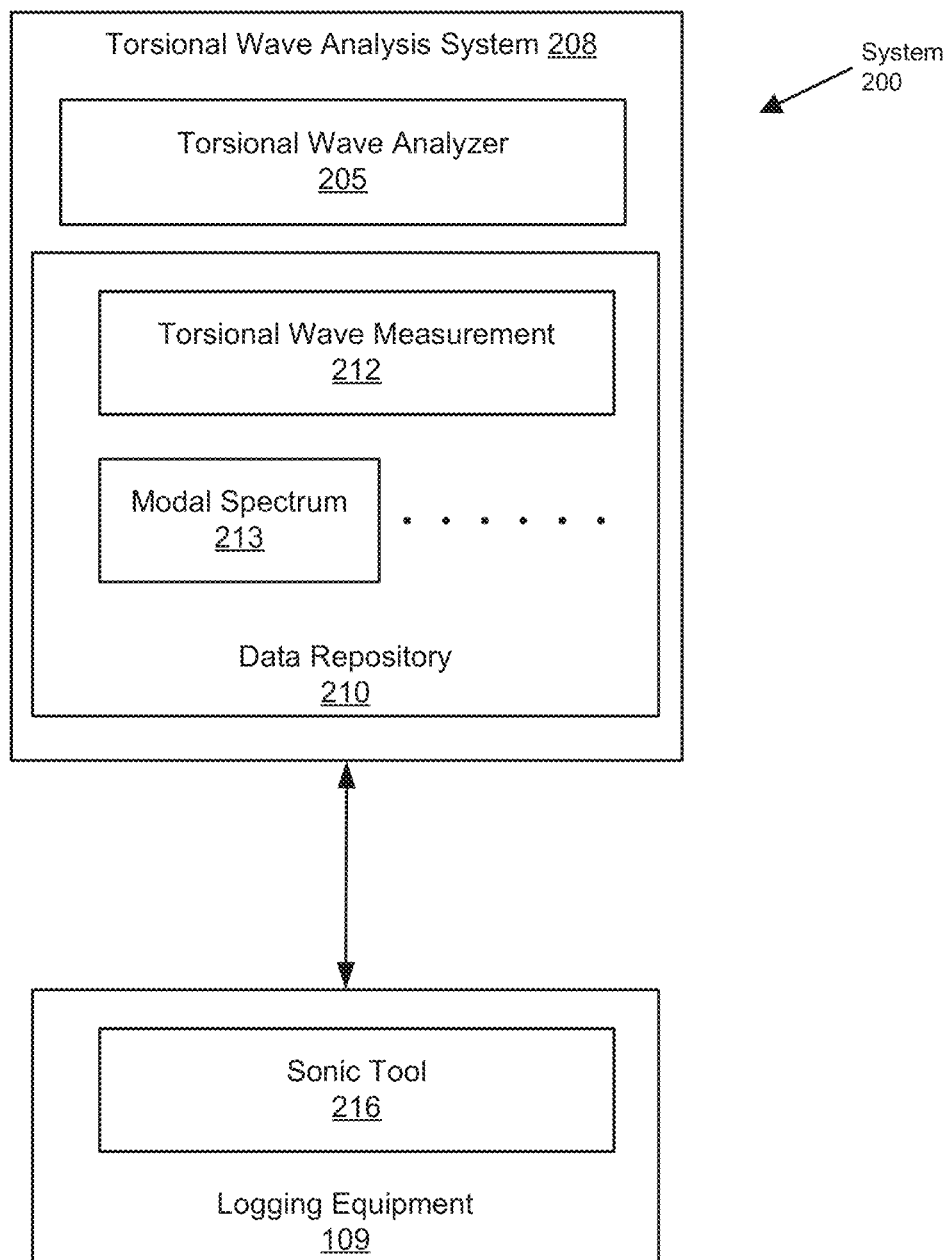 Torsional Wave Analysis System 208
System
200
Torsional Wave Analyzer
205
Torsional Wave Measurement
212
Modal Spectrum
213
Data Repository
210
Sonic Tool
216
Logging Equipment
109